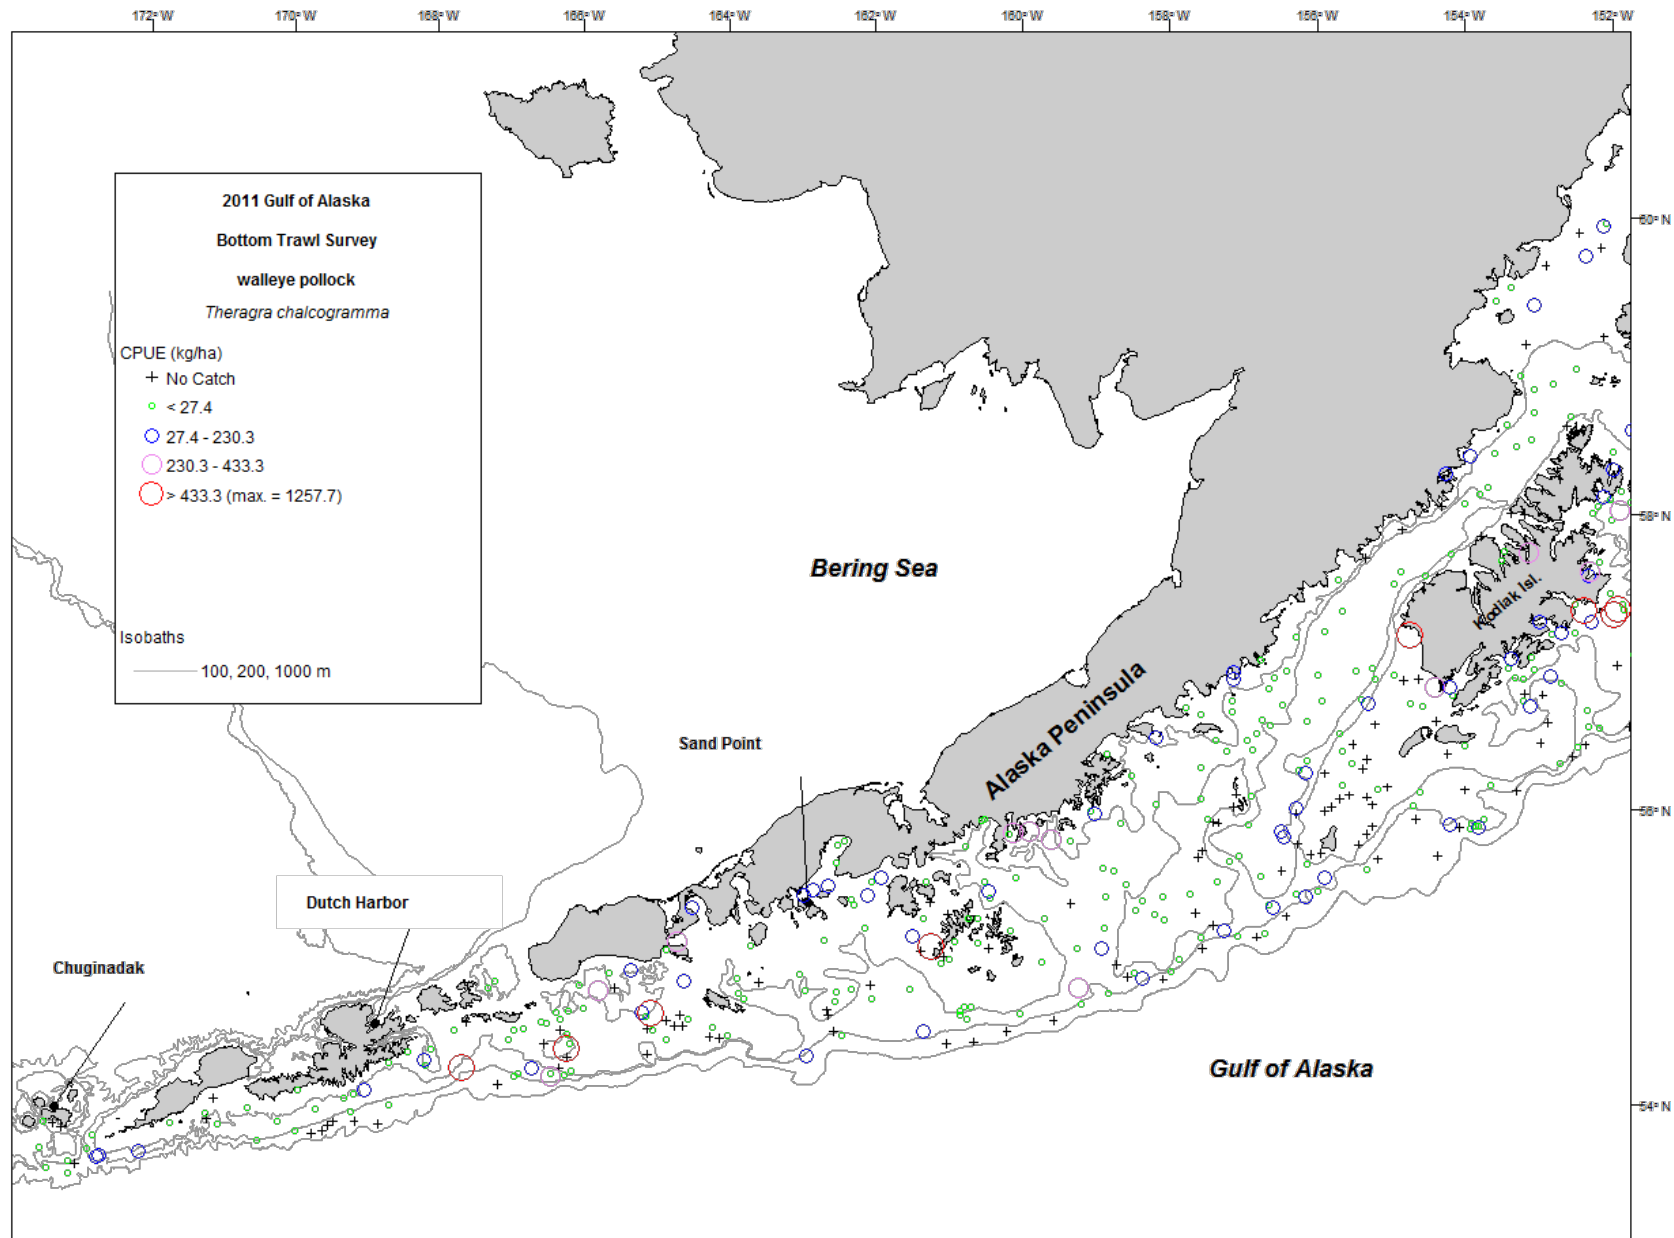 172°W 170°W 168°W 166°W 164°W 162°W 160°W 158°W 156°W 154°W 152°W
60°N
2011 Gulf of Alaska
Bottom Trawl Survey
walleye pollock
Theragra chalcogramma
CPUE (kg/ha)
+ No Catch
< 27.4
27.4 - 230.3
230.3 - 433.3
> 433.3 (max. = 1257.7)
Isobaths
100, 200, 1000 m
58°N
Bering Sea
Kodiak Isl.
Alaska Peninsula
Sand Point
56°N
Dutch Harbor
Chuginadak
Gulf of Alaska
54°N